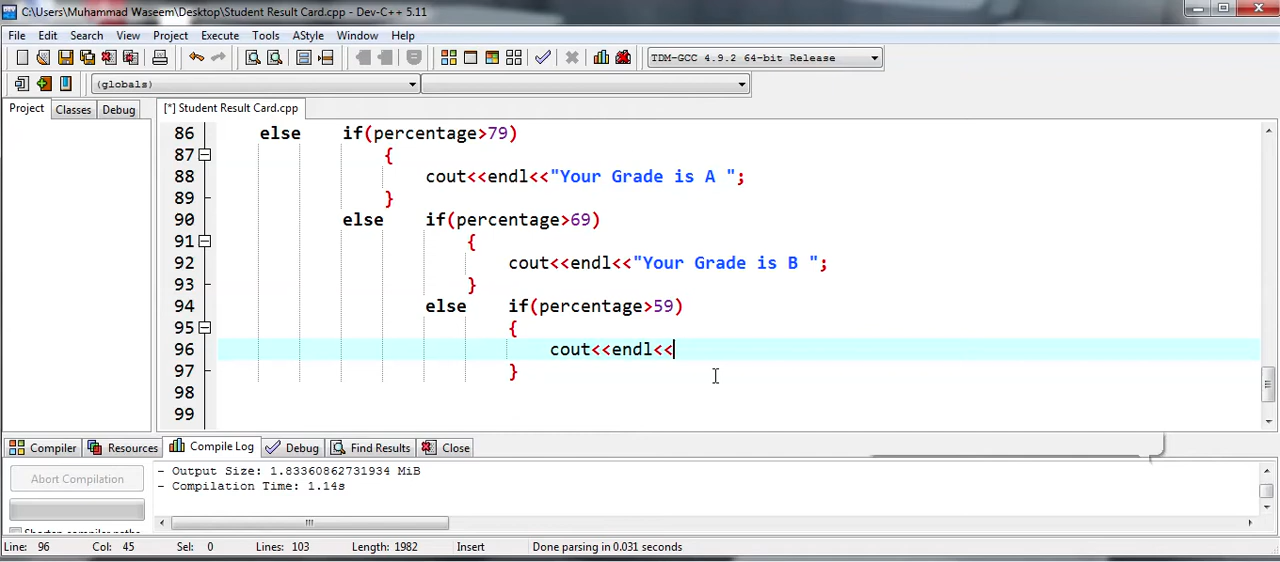 C:\Users\Muhammad Waseem\Desktop\Student Result Card.cpp - Dev-C++ 5.11
File Edit Search View Project Execute Tools AStyle Window Help
TDM-GCC 4.9.2 64-bit Release
(globals)
Project Classes Debug [*] Student Result Card.cpp
86 else if(percentage>79)
87 {
88 cout<<endl<<"Your Grade is A ";
89 }
90 else if(percentage>69)
91 {
92 cout<<endl<<"Your Grade is B ";
93 }
94 else if(percentage>59)
95 {
96 cout<<endl<<
97 }
98
99
Compiler Resources Compile Log Debug Find Results Close
Abort Compilation
- Output Size: 1.83360862731934 MiB
- Compilation Time: 1.14s
Shorten compiler paths
Line: 96 Col: 45 Sel: 0 Lines: 103 Length: 1982 Insert Done parsing in 0.031 seconds